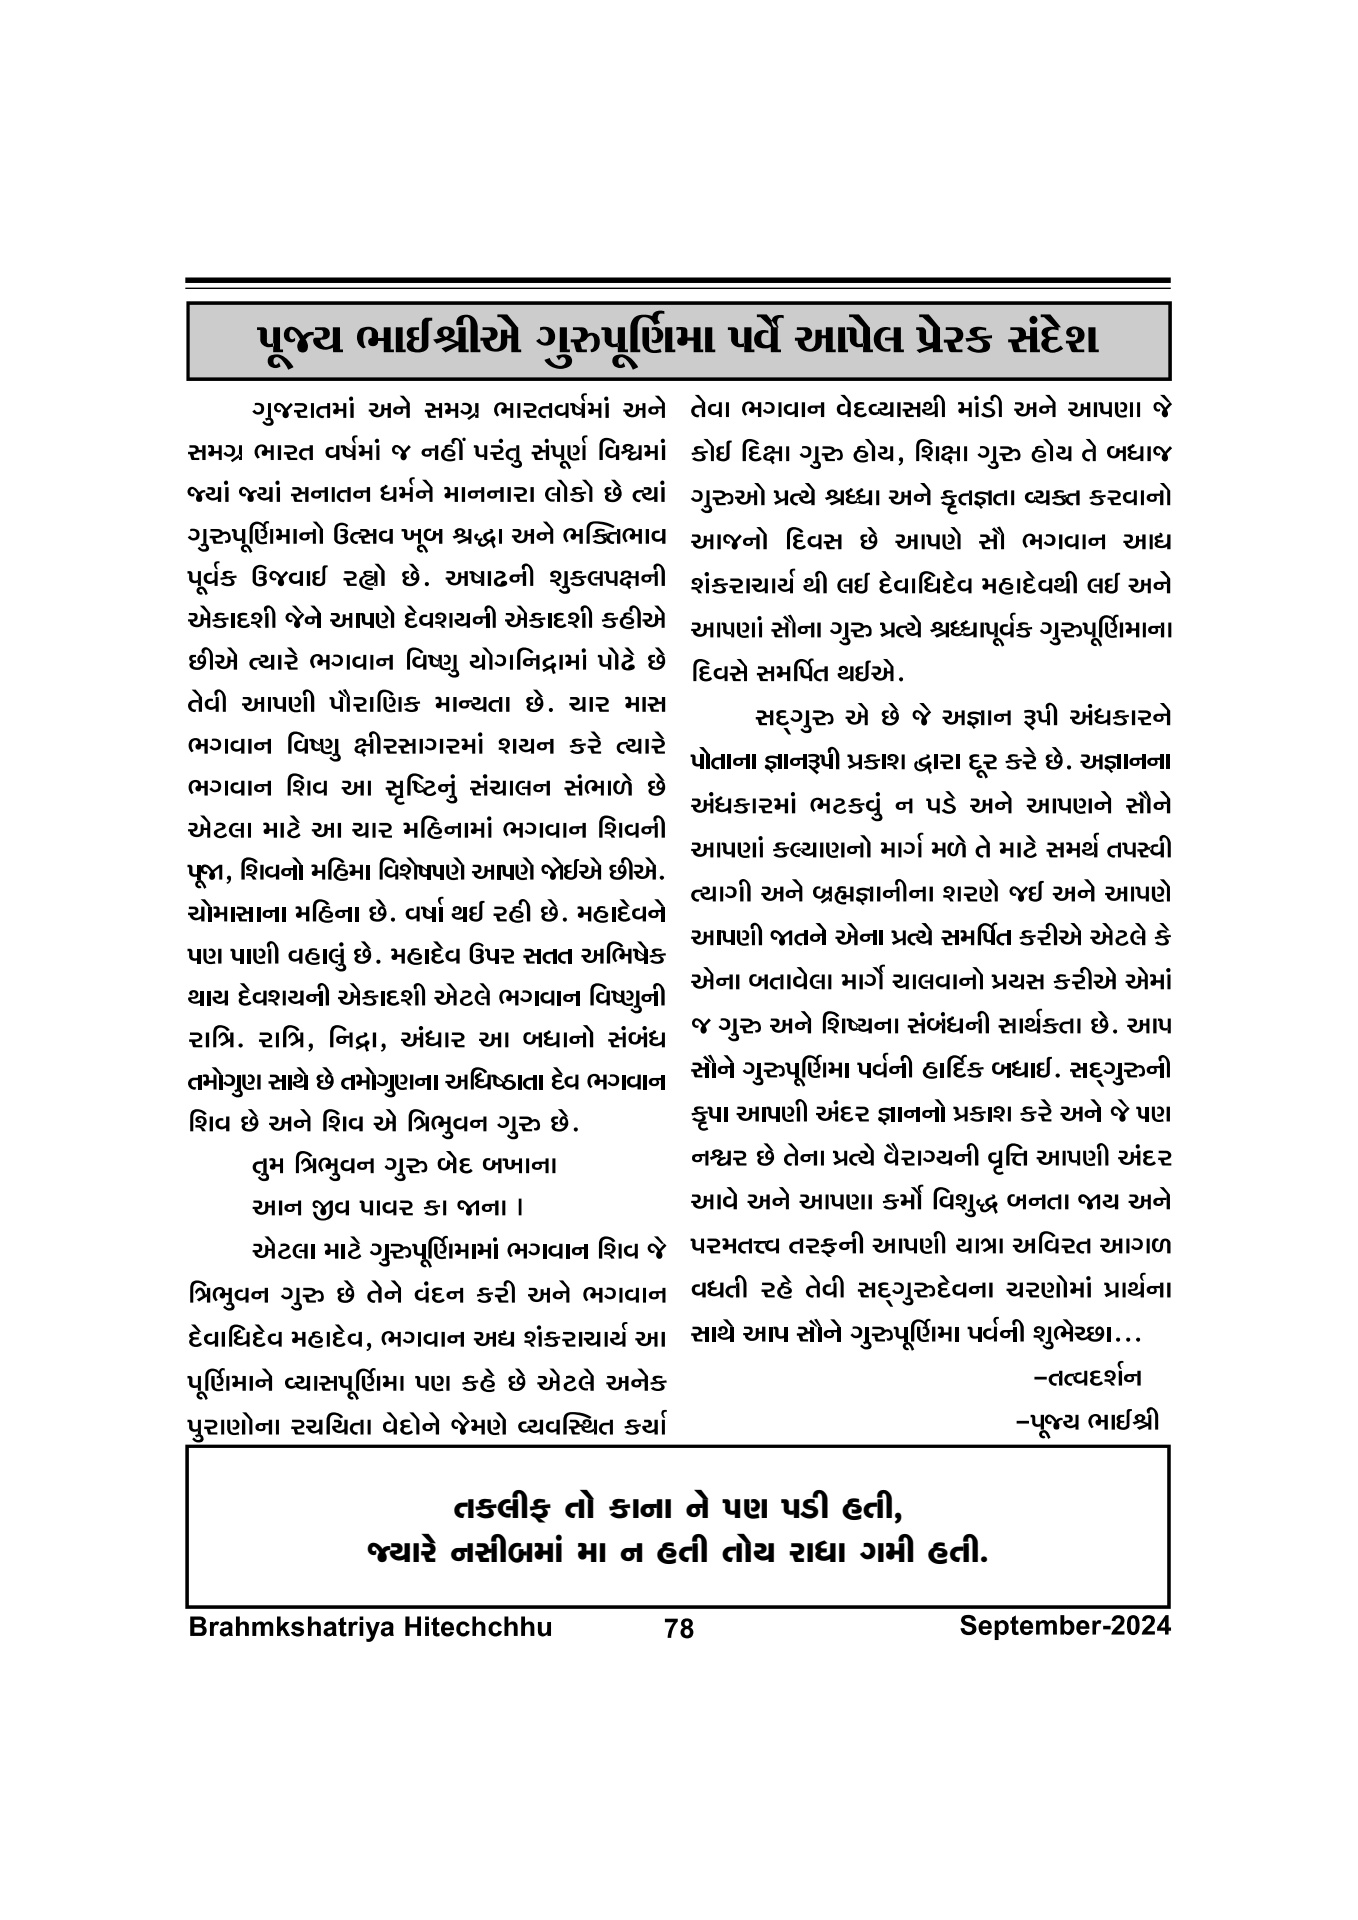 પૂજ્ય ભાઈશ્રીએ ગુરુપૂર્ણિમા પર્વે આપેલ પ્રેરક સંદેશ
ગુજરાતમાં અને સમગ્ર ભારતવર્ષમાં અને
સમગ્ર ભારત વર્ષમાં જ નહીં પરંતુ સંપૂર્ણ વિશ્વમાં
જ્યાં જ્યાં સનાતન ધર્મને માનનારા લોકો છે ત્યાં
ગુરુપૂર્ણિમાનો ઉત્સવ ખૂબ શ્રદ્ધા અને ભક્તિભાવ
પૂર્વક ઉજવાઈ રહ્યો છે. અષાઢની શુકલપક્ષની
એકાદશી જેને આપણે દેવશયની એકાદશી કહીએ
છીએ ત્યારે ભગવાન વિષ્ણુ યોગનિદ્રામાં પોઢે છે
તેવી આપણી પૌરાણિક માન્યતા છે. ચાર માસ
ભગવાન વિષ્ણુ ક્ષીરસાગરમાં શયન કરે ત્યારે
ભગવાન શિવ આ સૃષ્ટિનું સંચાલન સંભાળે છે
એટલા માટે આ ચાર મહિનામાં ભગવાન શિવની
પૂજા, શિવનો મહિમા વિશેષપણે આપણે જોઈએ છીએ.
ચોમાસાના મહિના છે. વર્ષા થઈ રહી છે. મહાદેવને
પણ પાણી વહાલું છે. મહાદેવ ઉપર સતત અભિષેક
થાય દેવશયની એકાદશી એટલે ભગવાન વિષ્ણુની
રાત્રિ. રાત્રિ, નિદ્રા, અંધાર આ બધાનો સંબંધ
તમોગુણ સાથે છે તમોગુણના અધિષ્ઠાતા દેવ ભગવાન
શિવ છે અને શિવ એ ત્રિભુવન ગુરુ છે.
તુમ ત્રિભુવન ગુરુ બેદ બખાના
આન જીવ પાવર કા જાના ।
એટલા માટે ગુરુપૂર્ણિમામાં ભગવાન શિવ જે
ત્રિભુવન ગુરુ છે તેને વંદન કરી અને ભગવાન
દેવાધિદેવ મહાદેવ, ભગવાન અદ્ય શંકરાચાર્ય આ
પૂર્ણિમાને વ્યાસપૂર્ણિમા પણ કહે છે એટલે અનેક
પુરાણોના રચયિતા વેદોને જેમણે વ્યવસ્થિત કર્યા
તેવા ભગવાન વેદવ્યાસથી માંડી અને આપણા જે
કોઈ દિક્ષા ગુરુ હોય, શિક્ષા ગુરુ હોય તે બધાજ
ગુરુઓ પ્રત્યે શ્રધ્ધા અને કૃતજ્ઞતા વ્યક્ત કરવાનો
આજનો દિવસ છે આપણે સૌ ભગવાન આદ્ય
શંકરાચાર્ય થી લઈ દેવાધિદેવ મહાદેવથી લઈ અને
આપણાં સૌના ગુરુ પ્રત્યે શ્રધ્ધાપૂર્વક ગુરુપૂર્ણિમાના
દિવસે સમર્પિત થઈએ.
સદ્‌ગુરુ એ છે જે અજ્ઞાન રૂપી અંધકારને
પોતાના જ્ઞાનરૂપી પ્રકાશ દ્વારા દૂર કરે છે. અજ્ઞાનના
અંધકારમાં ભટકવું ન પડે અને આપણને સૌને
આપણાં કલ્યાણનો માર્ગ મળે તે માટે સમર્થ તપસ્વી
ત્યાગી અને બ્રહ્મજ્ઞાનીના શરણે જઈ અને આપણે
આપણી જાતને એના પ્રત્યે સમર્પિત કરીએ એટલે કે
એના બતાવેલા માર્ગે ચાલવાનો પ્રયસ કરીએ એમાં
જ ગુરુ અને શિષ્યના સંબંધની સાર્થકતા છે. આપ
સૌને ગુરુપૂર્ણિમા પર્વની હાર્દિક બધાઈ. સદ્‌ગુરુની
કૃપા આપણી અંદર જ્ઞાનનો પ્રકાશ કરે અને જે પણ
નશ્વર છે તેના પ્રત્યે વૈરાગ્યની વૃત્તિ આપણી અંદર
આવે અને આપણા કર્મો વિશુદ્ધ બનતા જાય અને
પરમતત્ત્વ તરફની આપણી યાત્રા અવિરત આગળ
વધતી રહે તેવી સદ્‌ગુરુદેવના ચરણોમાં પ્રાર્થના
સાથે આપ સૌને ગુરુપૂર્ણિમા પર્વની શુભેચ્છા...
–તત્વદર્શન
–પૂજ્ય ભાઈશ્રી
તકલીફ તો કાના ને પણ પડી હતી,
જ્યારે નસીબમાં મા ન હતી તોય રાધા ગમી હતી.
Brahmkshatriya Hitechchhu 78 September-2024